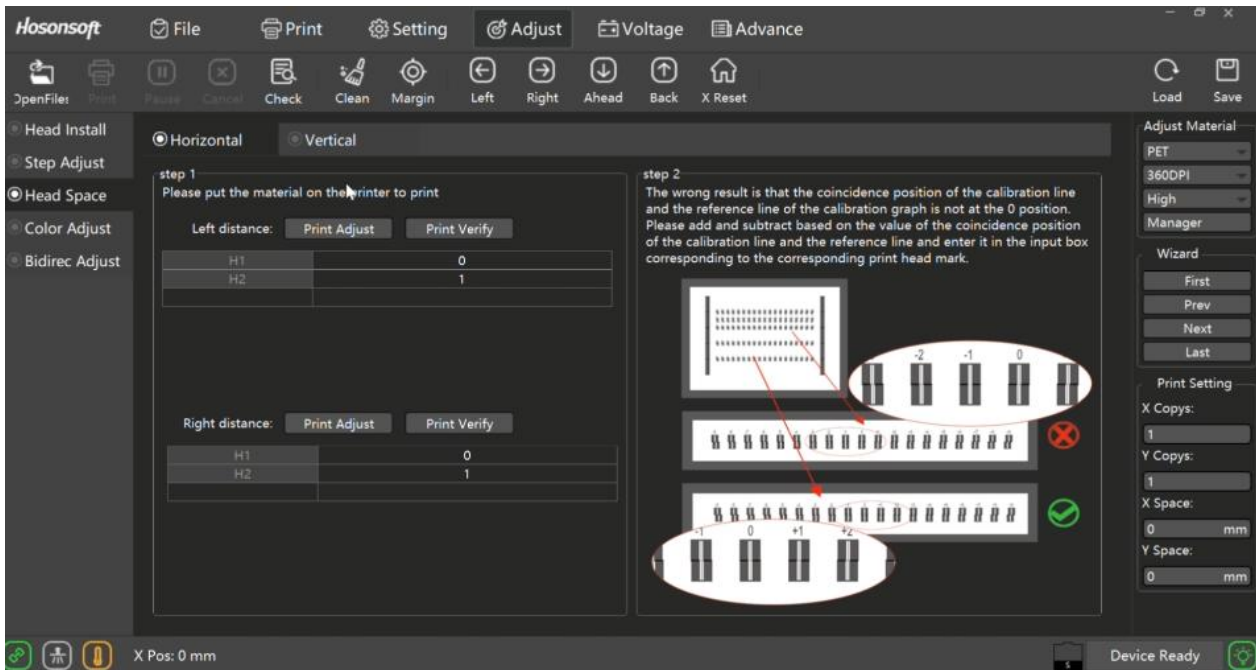 Hosonsoft
File
Print
Setting
Adjust
Voltage
Advance
OpenFiles
Print
Pause
Cancel
Check
Clean
Margin
Left
Right
Ahead
Back
X Reset
Load
Save
Head Install
Step Adjust
Head Space
Color Adjust
Bidirec Adjust
Horizontal
Vertical
step 1
Please put the material on the printer to print
Left distance:
Print Adjust
Print Verify
H1 0
H2 1
Right distance:
Print Adjust
Print Verify
H1 0
H2 1
step 2
The wrong result is that the coincidence position of the calibration line
and the reference line of the calibration graph is not at the 0 position.
Please add and subtract based on the value of the coincidence position
of the calibration line and the reference line and enter it in the input box
corresponding to the corresponding print head mark.
-2 -1 0
-1 0 +1 +2
Adjust Material
PET
360DPI
High
Manager
Wizard
First
Prev
Next
Last
Print Setting
X Copys:
1
Y Copys:
1
X Space:
0 mm
Y Space:
0 mm
X Pos: 0 mm
S
Device Ready